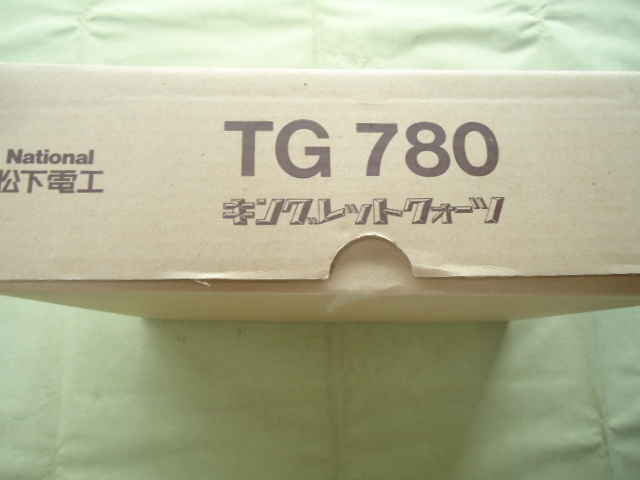 National
松下電工
TG 780
キングレットクォーツ